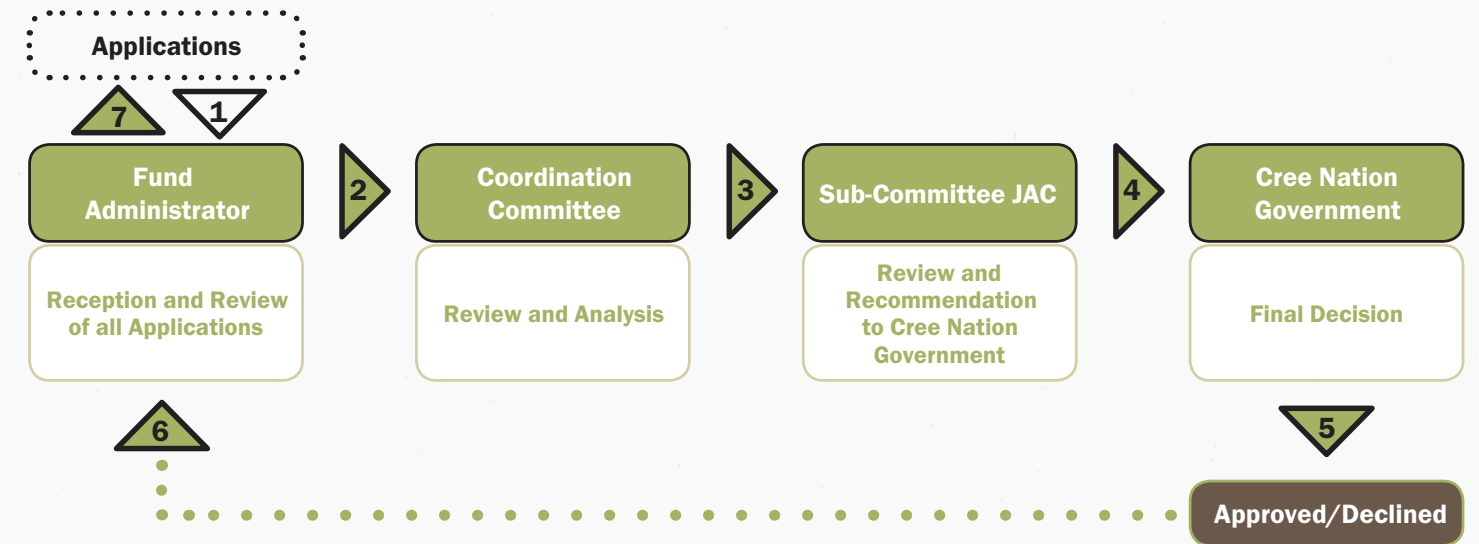 Applications
7
1
Fund
Administrator
2
Coordination
Committee
3
Sub-Committee JAC
4
Cree Nation
Government
Reception and Review
of all Applications
Review and Analysis
Review and
Recommendation
to Cree Nation
Government
Final Decision
6
5
Approved/Declined